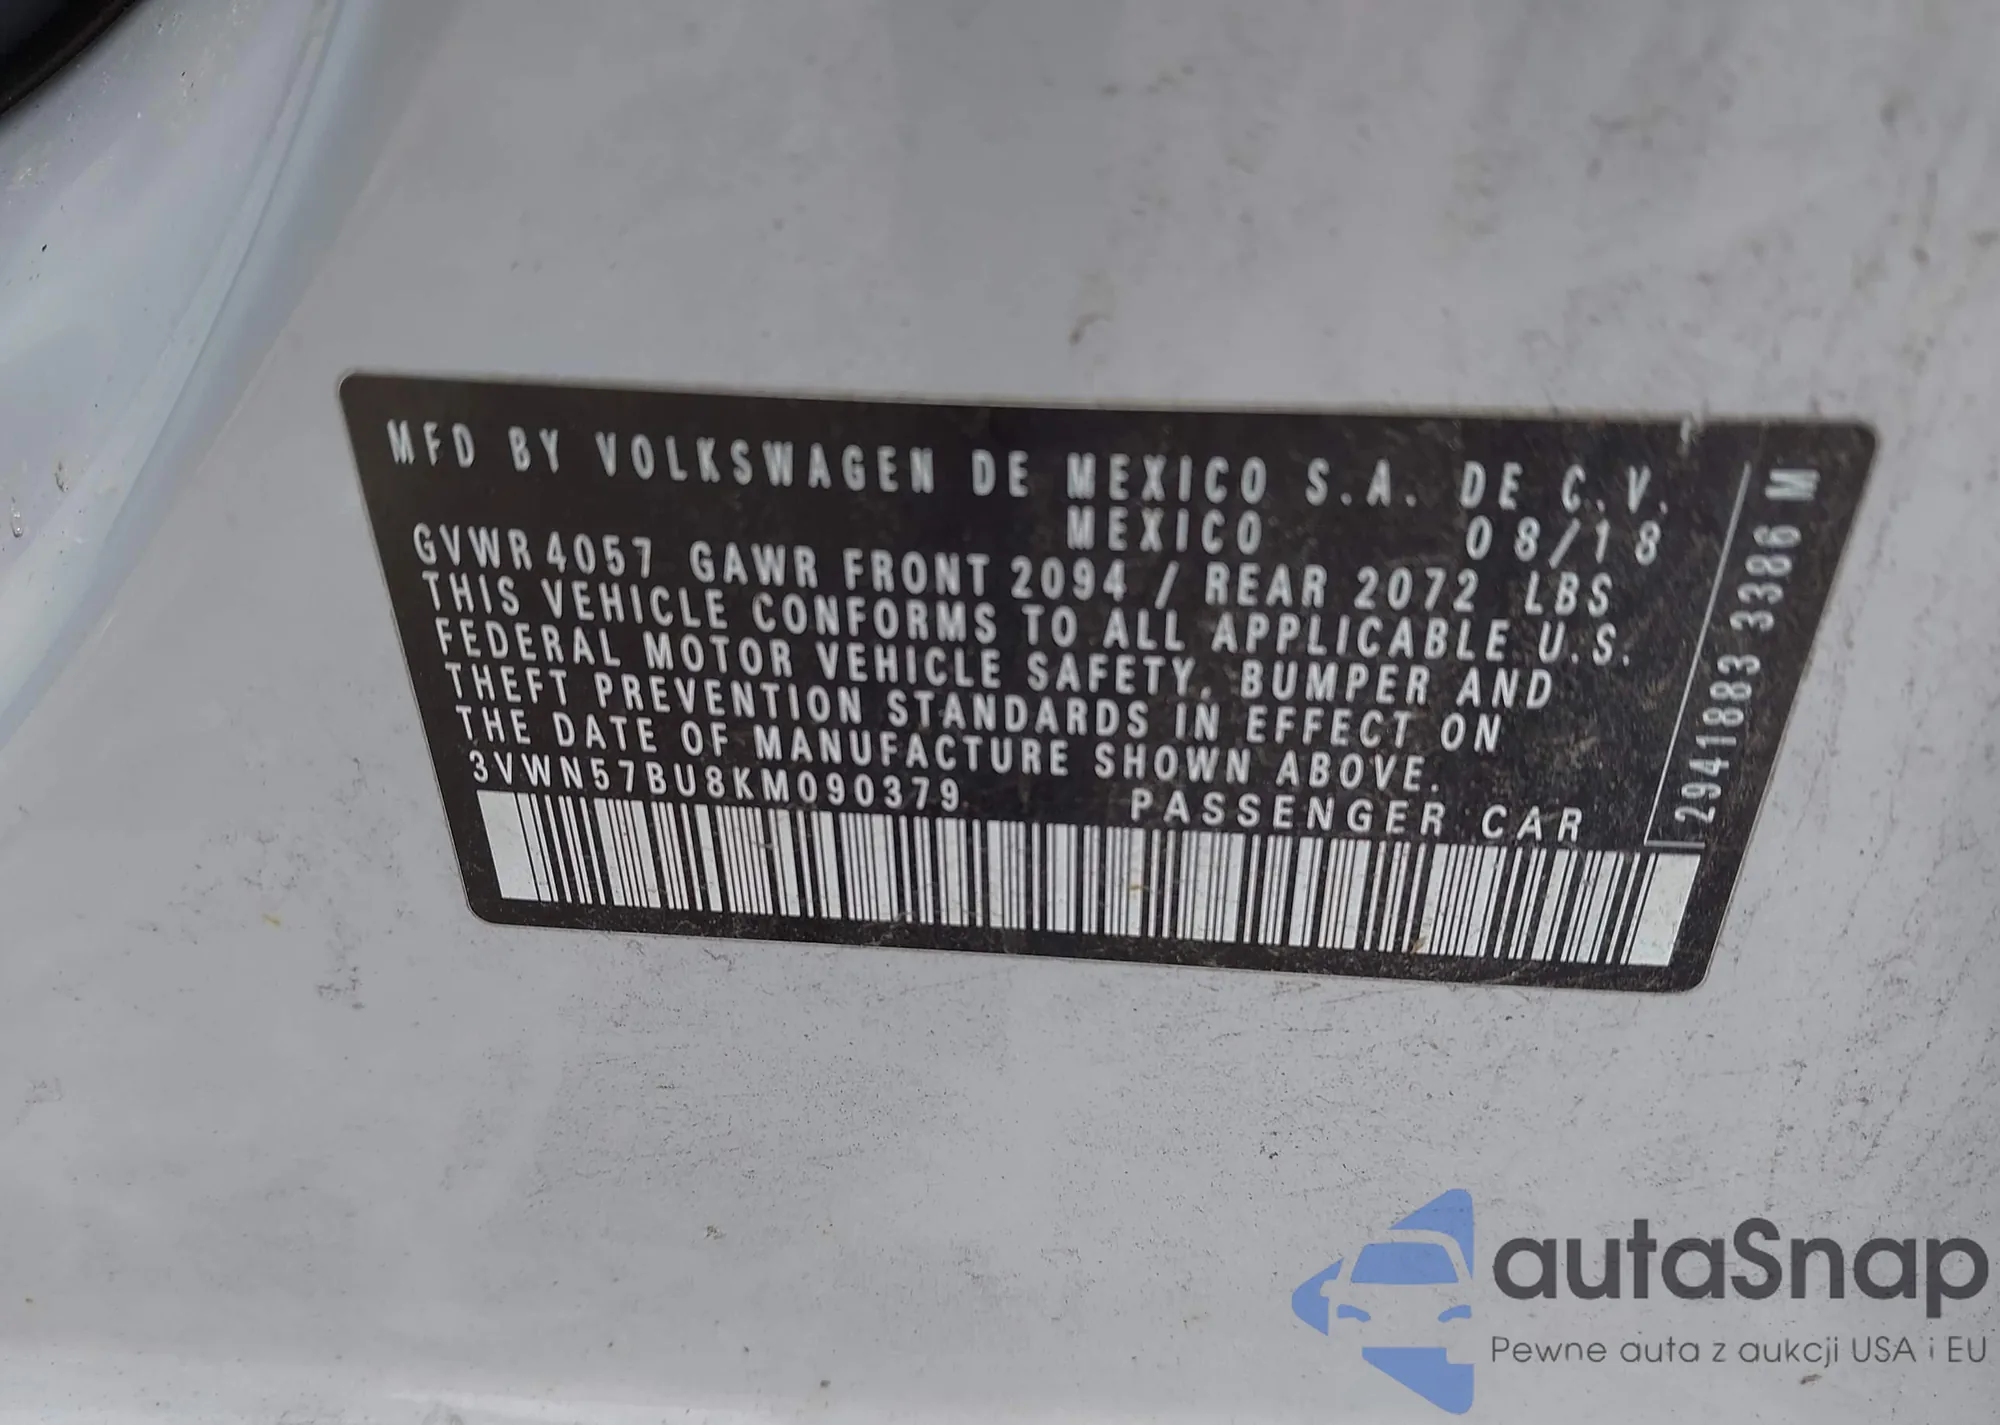 MFD BY VOLKSWAGEN DE MEXICO S.A. DE C.V.
MEXICO 08/18
GVWR 4057 GAWR FRONT 2094 / REAR 2072 LBS
THIS VEHICLE CONFORMS TO ALL APPLICABLE U.S.
FEDERAL MOTOR VEHICLE SAFETY, BUMPER AND
THEFT PREVENTION STANDARDS IN EFFECT ON
THE DATE OF MANUFACTURE SHOWN ABOVE.
3VWN57BU8KM090379 PASSENGER CAR
2941883 3386 M
autaSnap
Pewne auta z aukcji USA i EU